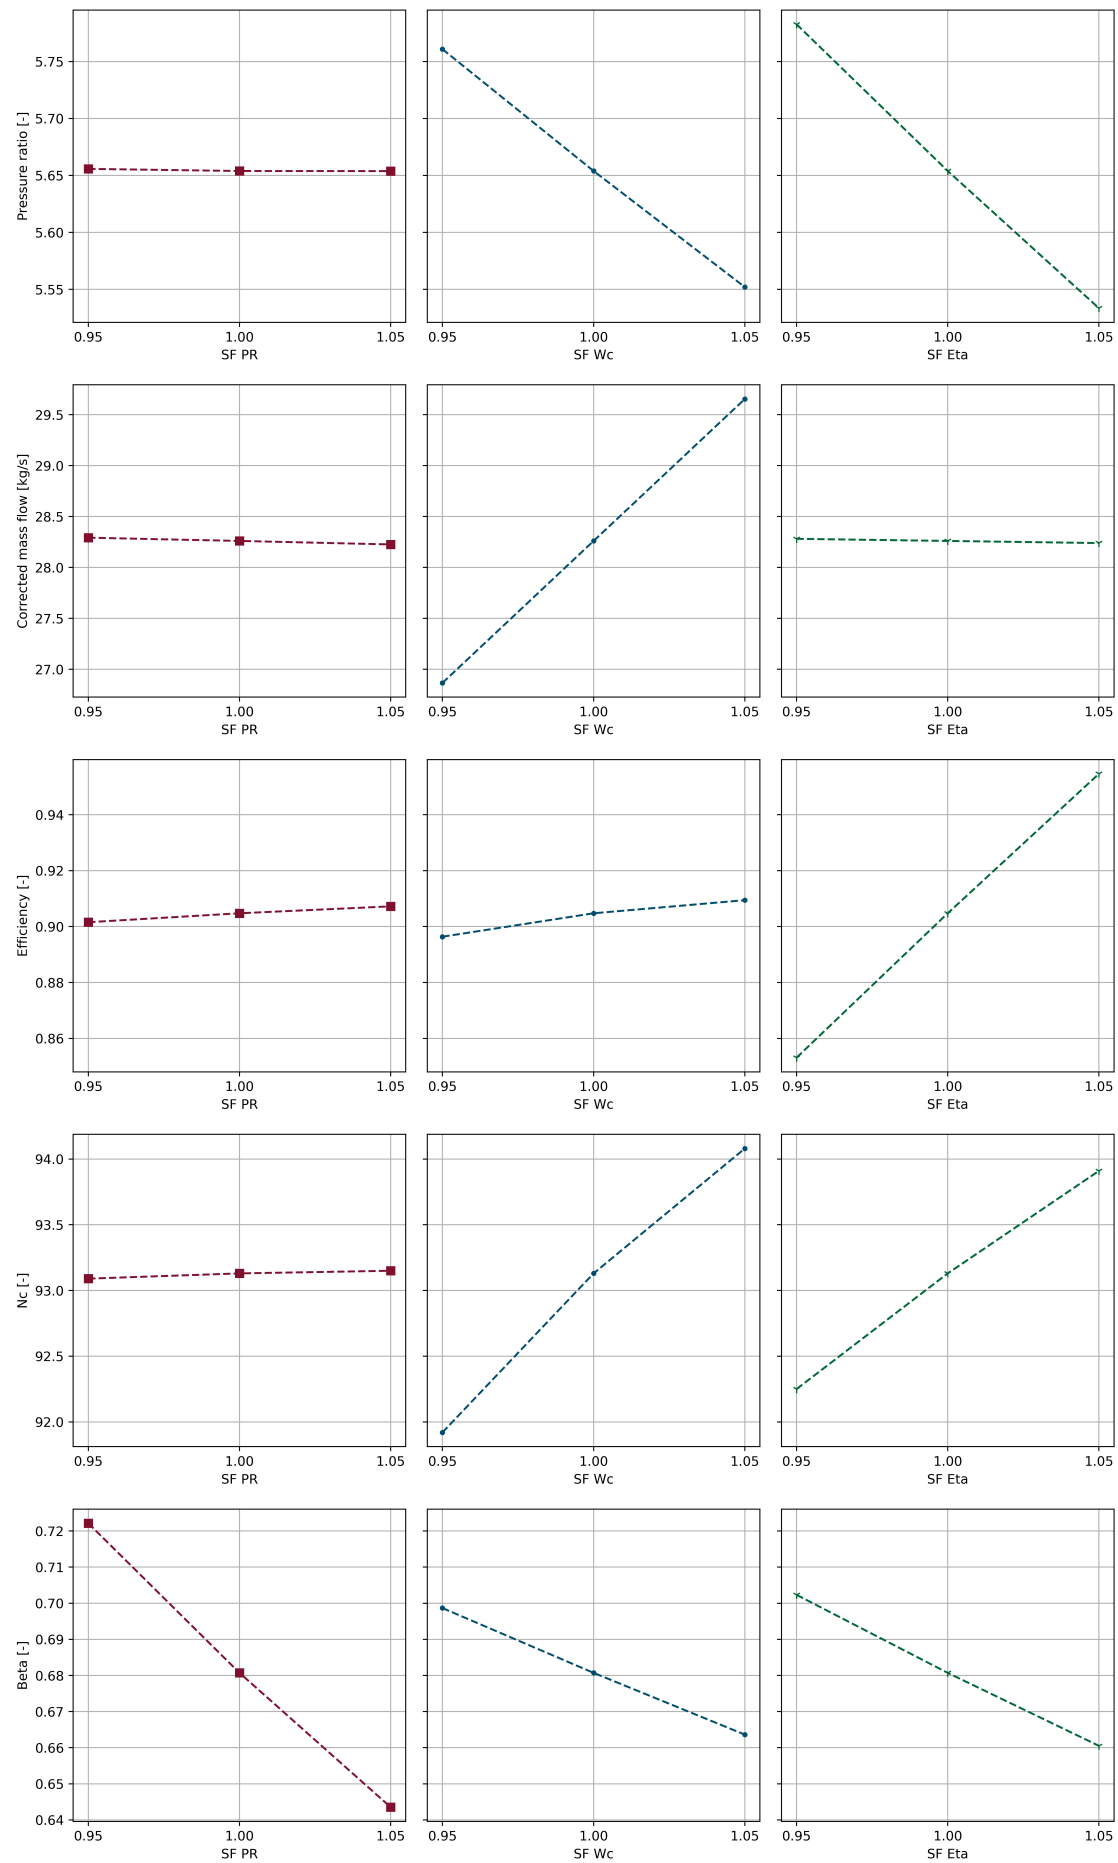 Pressure ratio [-]
5.75
5.70
5.65
5.60
5.55
0.95 1.00 1.05
SF PR
0.95 1.00 1.05
SF Wc
0.95 1.00 1.05
SF Eta
Corrected mass flow [kg/s]
29.5
29.0
28.5
28.0
27.5
27.0
0.95 1.00 1.05
SF PR
0.95 1.00 1.05
SF Wc
0.95 1.00 1.05
SF Eta
Efficiency [-]
0.94
0.92
0.90
0.88
0.86
0.95 1.00 1.05
SF PR
0.95 1.00 1.05
SF Wc
0.95 1.00 1.05
SF Eta
Nc [-]
94.0
93.5
93.0
92.5
92.0
0.95 1.00 1.05
SF PR
0.95 1.00 1.05
SF Wc
0.95 1.00 1.05
SF Eta
Beta [-]
0.72
0.71
0.70
0.69
0.68
0.67
0.66
0.65
0.64
0.95 1.00 1.05
SF PR
0.95 1.00 1.05
SF Wc
0.95 1.00 1.05
SF Eta